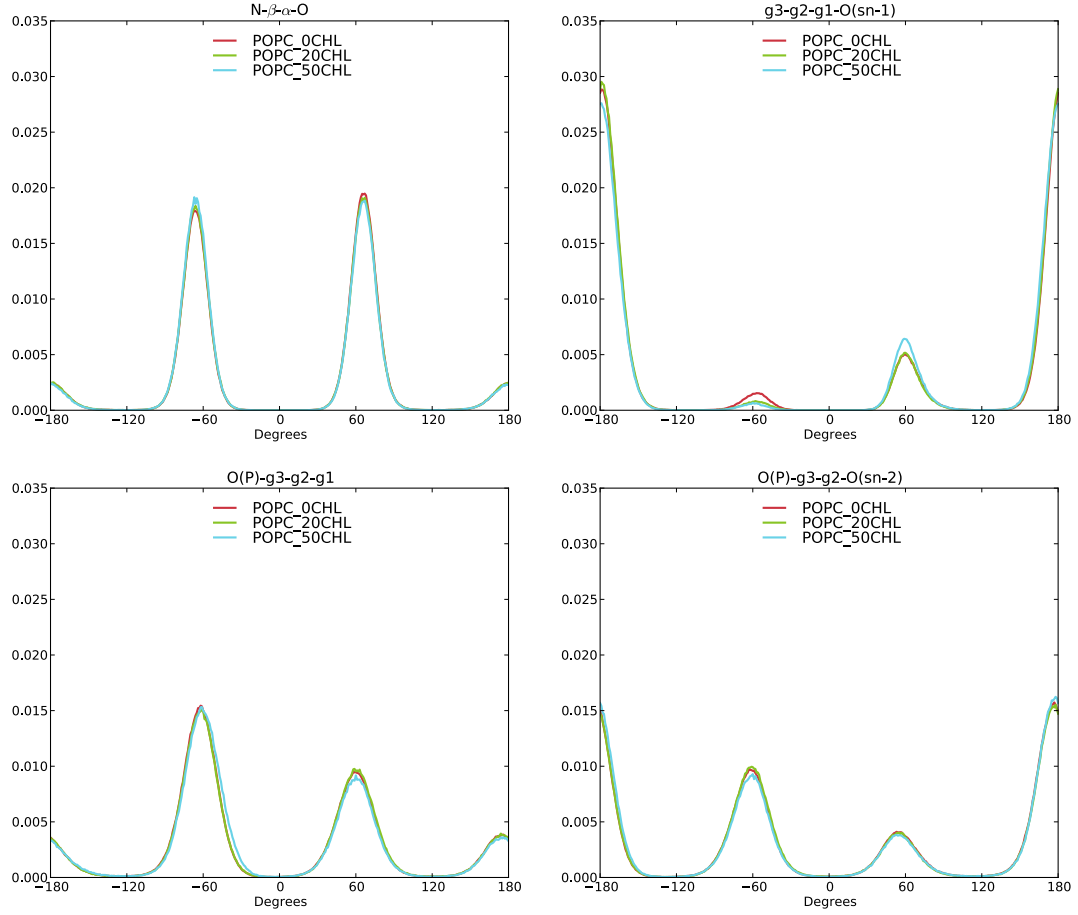 N-β-α-O
0.035
0.030
0.025
0.020
0.015
0.010
0.005
0.000
POPC_0CHL
POPC_20CHL
POPC_50CHL
−180 −120 −60 0 60 120 180
Degrees
g3-g2-g1-O(sn-1)
0.035
0.030
0.025
0.020
0.015
0.010
0.005
0.000
POPC_0CHL
POPC_20CHL
POPC_50CHL
−180 −120 −60 0 60 120 180
Degrees
O(P)-g3-g2-g1
0.035
0.030
0.025
0.020
0.015
0.010
0.005
0.000
POPC_0CHL
POPC_20CHL
POPC_50CHL
−180 −120 −60 0 60 120 180
Degrees
O(P)-g3-g2-O(sn-2)
0.035
0.030
0.025
0.020
0.015
0.010
0.005
0.000
POPC_0CHL
POPC_20CHL
POPC_50CHL
−180 −120 −60 0 60 120 180
Degrees